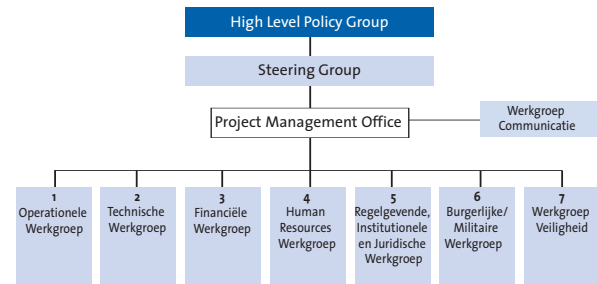 High Level Policy Group
Steering Group
Project Management Office
Werkgroep
Communicatie
1
Operationele
Werkgroep
2
Technische
Werkgroep
3
Financiële
Werkgroep
4
Human
Resources
Werkgroep
5
Regelgevende,
Institutionele
en Juridische
Werkgroep
6
Burgerlijke/
Militaire
Werkgroep
7
Werkgroep
Veiligheid